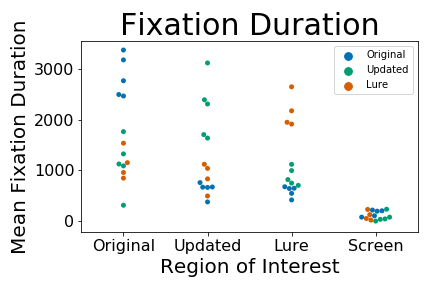 Fixation Duration
Mean Fixation Duration
3000
2000
1000
0
Original
Updated
Lure
Original
Updated
Lure
Screen
Region of Interest